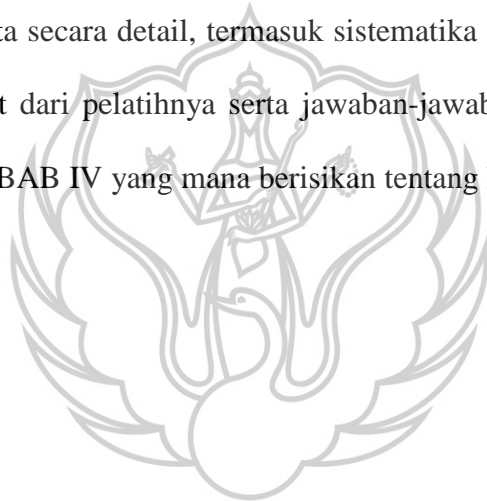 ta secara detail, termasuk sistematika
t dari pelatihnya serta jawaban-jawab
BAB IV yang mana berisikan tentang